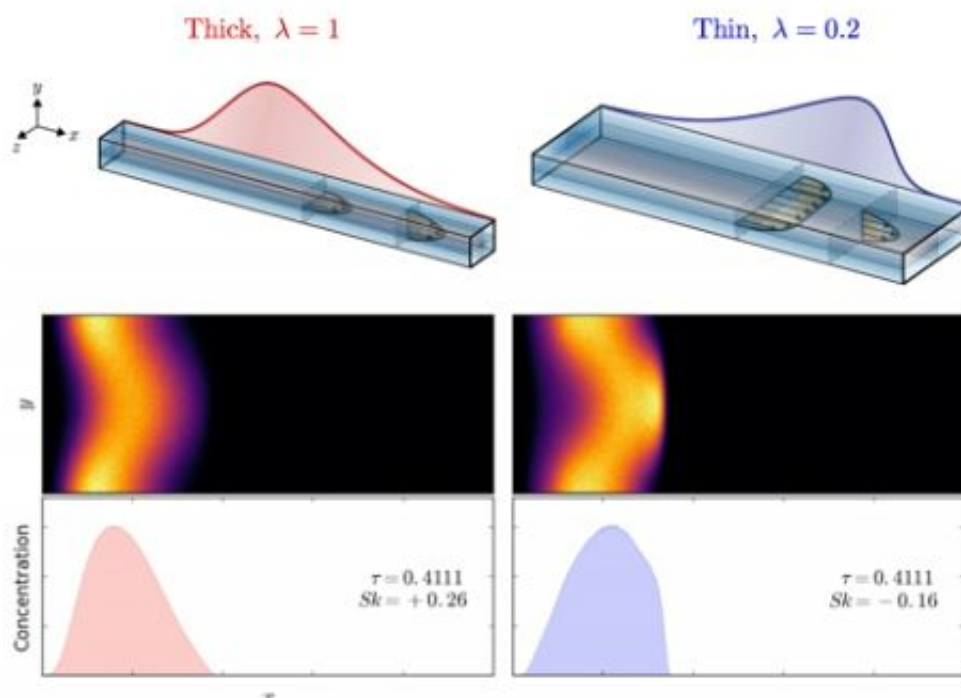 Thick, λ = 1
Thin, λ = 0.2
y
x
z
y
Concentration
τ = 0.4111
Sk = +0.26
τ = 0.4111
Sk = −0.16